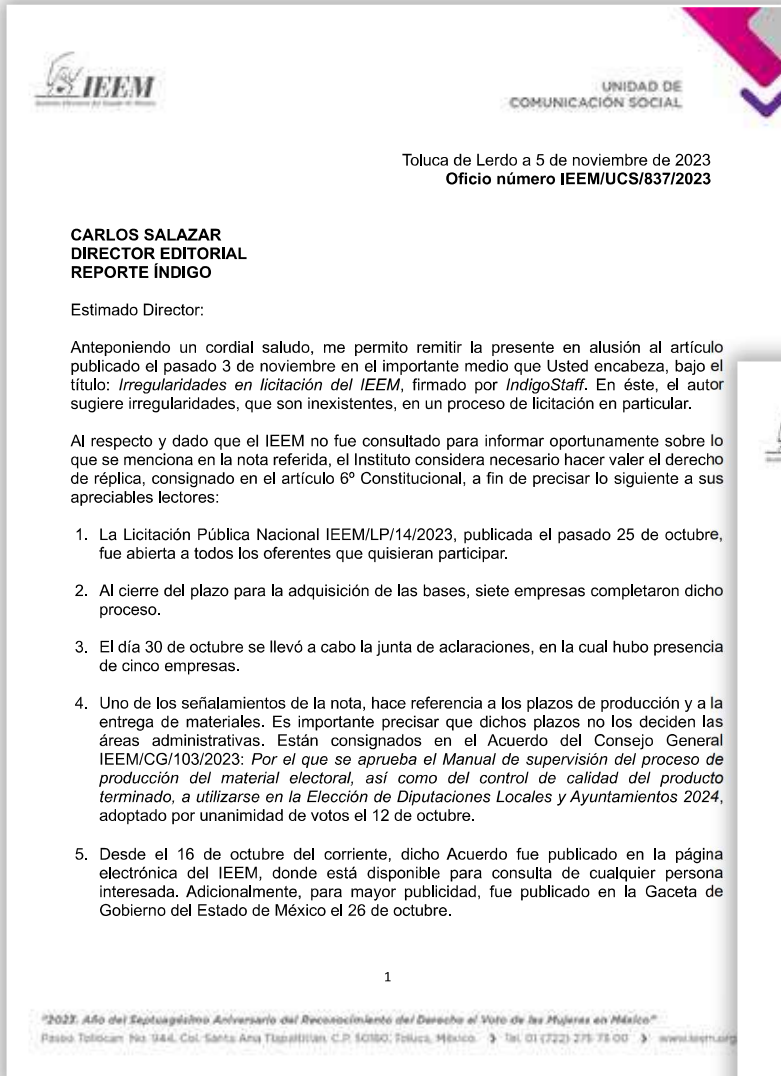 IEEM
Instituto Electoral del Estado de México
UNIDAD DE
COMUNICACIÓN SOCIAL
Toluca de Lerdo a 5 de noviembre de 2023
Oficio número IEEM/UCS/837/2023
CARLOS SALAZAR
DIRECTOR EDITORIAL
REPORTE ÍNDIGO
Estimado Director:
Anteponiendo un cordial saludo, me permito remitir la presente en alusión al artículo
publicado el pasado 3 de noviembre en el importante medio que Usted encabeza, bajo el
título: Irregularidades en licitación del IEEM, firmado por IndigoStaff. En éste, el autor
sugiere irregularidades, que son inexistentes, en un proceso de licitación en particular.
Al respecto y dado que el IEEM no fue consultado para informar oportunamente sobre lo
que se menciona en la nota referida, el Instituto considera necesario hacer valer el derecho
de réplica, consignado en el artículo 6º Constitucional, a fin de precisar lo siguiente a sus
apreciables lectores:
1. La Licitación Pública Nacional IEEM/LP/14/2023, publicada el pasado 25 de octubre,
fue abierta a todos los oferentes que quisieran participar.
2. Al cierre del plazo para la adquisición de las bases, siete empresas completaron dicho
proceso.
3. El día 30 de octubre se llevó a cabo la junta de aclaraciones, en la cual hubo presencia
de cinco empresas.
4. Uno de los señalamientos de la nota, hace referencia a los plazos de producción y a la
entrega de materiales. Es importante precisar que dichos plazos no los deciden las
áreas administrativas. Están consignados en el Acuerdo del Consejo General
IEEM/CG/103/2023: Por el que se aprueba el Manual de supervisión del proceso de
producción del material electoral, así como del control de calidad del producto
terminado, a utilizarse en la Elección de Diputaciones Locales y Ayuntamientos 2024,
adoptado por unanimidad de votos el 12 de octubre.
5. Desde el 16 de octubre del corriente, dicho Acuerdo fue publicado en la página
electrónica del IEEM, donde está disponible para consulta de cualquier persona
interesada. Adicionalmente, para mayor publicidad, fue publicado en la Gaceta de
Gobierno del Estado de México el 26 de octubre.
1
"2023. Año del Septuagésimo Aniversario del Reconocimiento del Derecho al Voto de las Mujeres en México"
Paseo Tollocan No. 944, Col. Santa Ana Tlapaltitlán, C.P. 50160, Toluca, México. > Tel. 01 (722) 275 73 00 > www.ieem.org